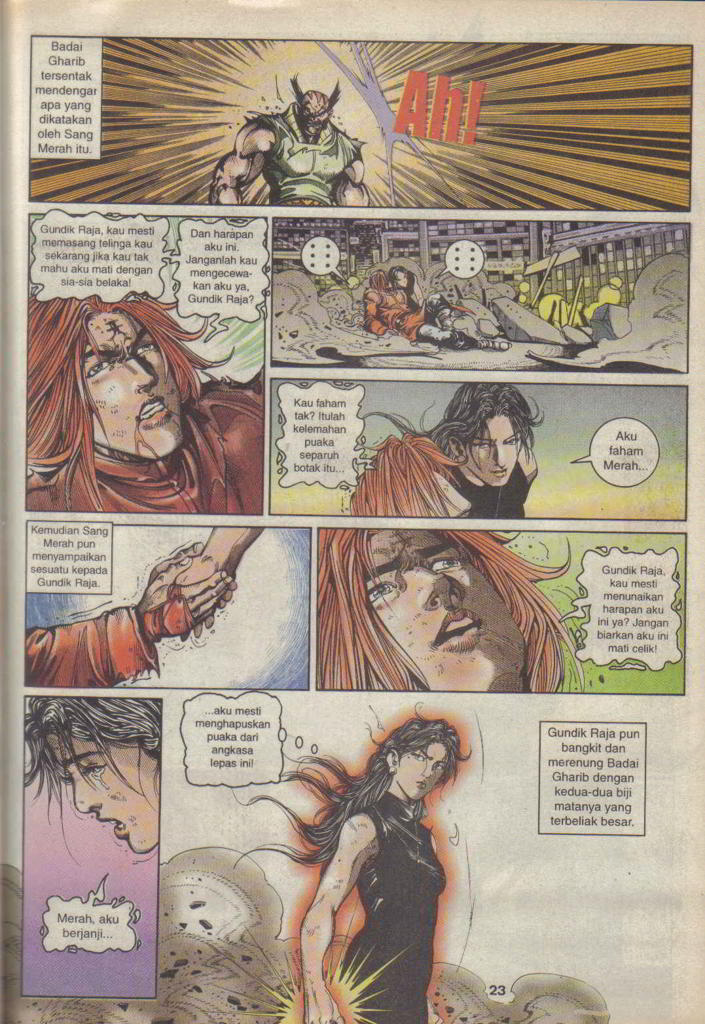 Badai
Gharib
tersentak
mendengar
apa yang
dikatakan
oleh Sang
Merah itu.
Ah!
Gundik Raja, kau mesti
memasang telinga kau
sekarang jika kau tak
mahu aku mati dengan
sia-sia belaka!
Dan harapan
aku ini.
Janganlah kau
mengecewa-
kan aku ya,
Gundik Raja?
Kau faham
tak? Itulah
kelemahan
puaka
separuh
botak itu...
Aku
faham
Merah...
Kemudian Sang
Merah pun
menyampaikan
sesuatu kepada
Gundik Raja.
Gundik Raja,
kau mesti
menunaikan
harapan aku
ini ya? Jangan
biarkan aku ini
mati celik!
Merah, aku
berjanji...
...aku mesti
menghapuskan
puaka dari
angkasa
lepas ini!
Gundik Raja pun
bangkit dan
merenung Badai
Gharib dengan
kedua-dua biji
matanya yang
terbeliak besar.
23